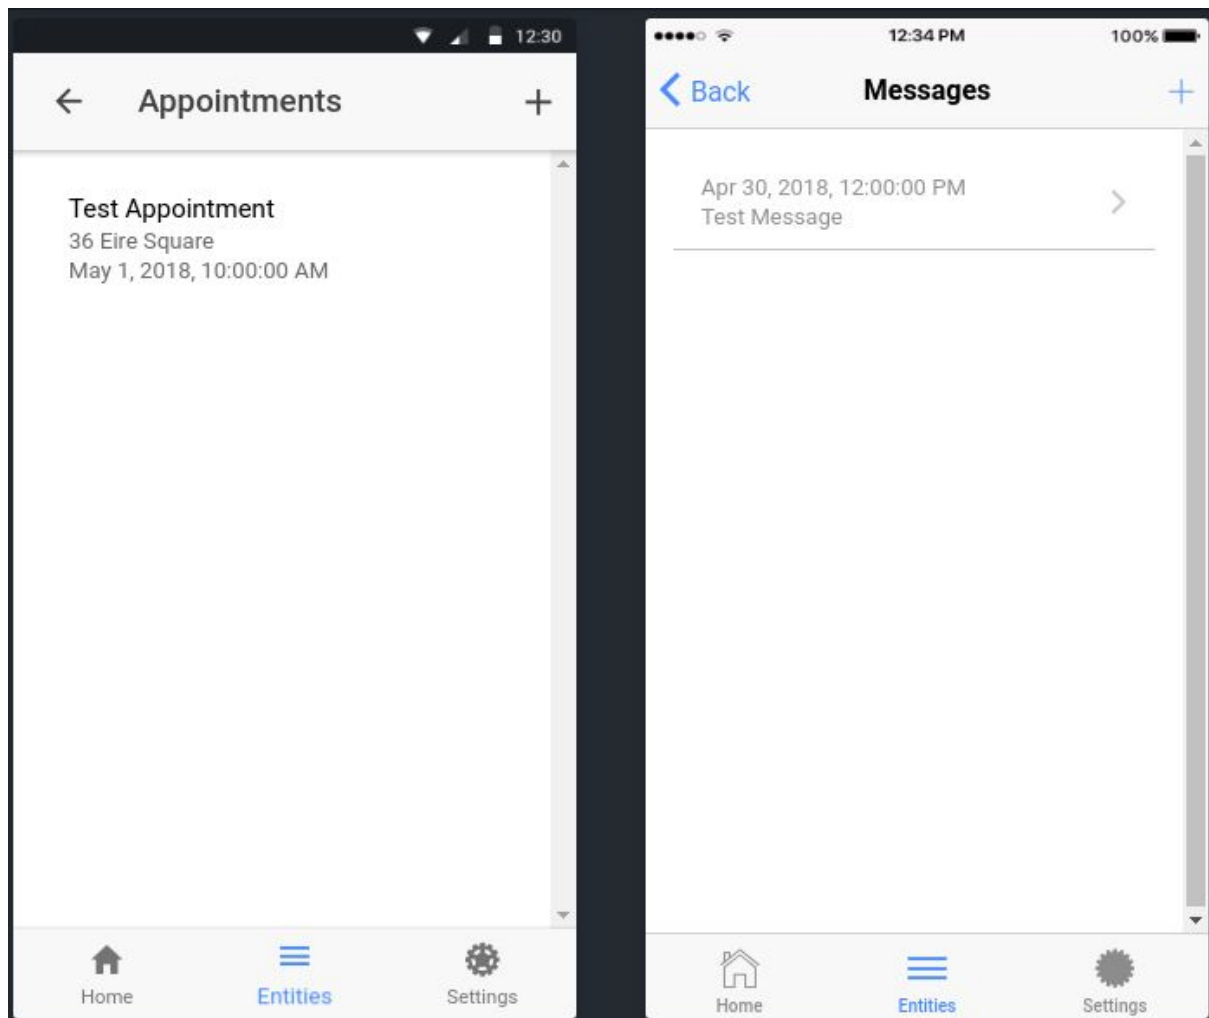 12:30
Appointments
Test Appointment
36 Eire Square
May 1, 2018, 10:00:00 AM
Home
Entities
Settings
12:34 PM
100%
Back
Messages
Apr 30, 2018, 12:00:00 PM
Test Message
Home
Entities
Settings